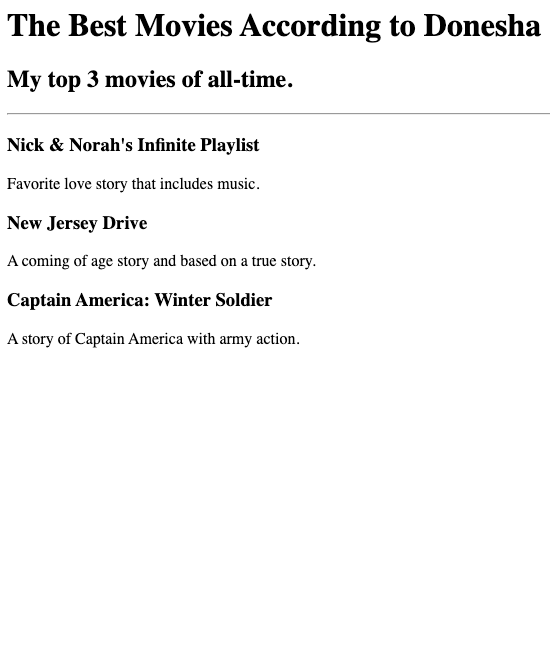 The Best Movies According to Donesha
My top 3 movies of all-time.
Nick & Norah's Infinite Playlist
Favorite love story that includes music.
New Jersey Drive
A coming of age story and based on a true story.
Captain America: Winter Soldier
A story of Captain America with army action.